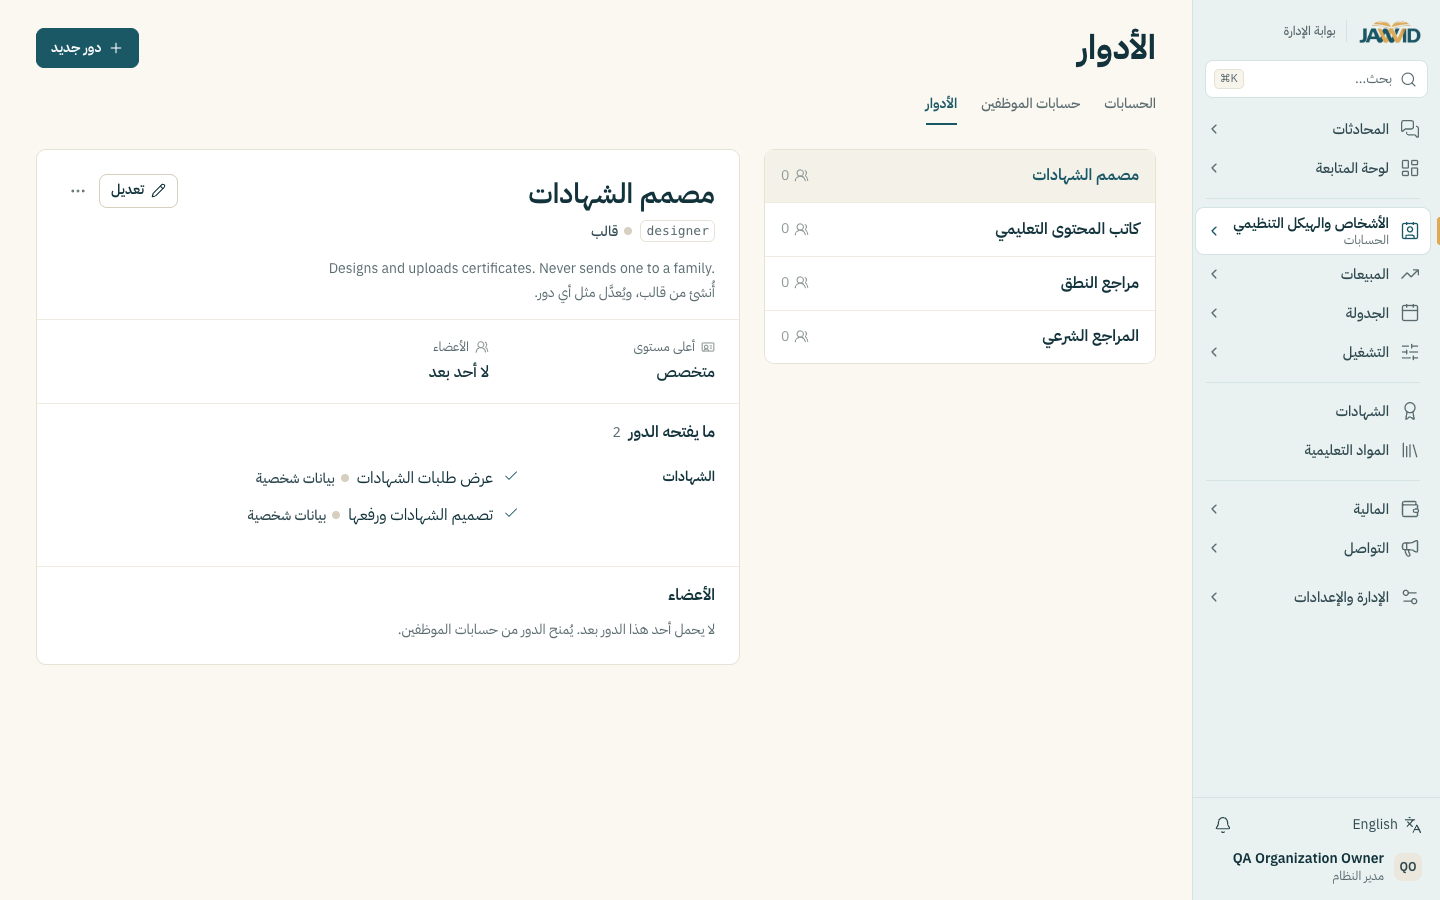 JAWWID
بوابة الإدارة
بحث...
⌘K
المحادثات
لوحة المتابعة
الأشخاص والهيكل التنظيمي
الحسابات
المبيعات
الجدولة
التشغيل
الشهادات
المواد التعليمية
المالية
التواصل
الإدارة والإعدادات
English
QO
QA Organization Owner
مدير النظام
الأدوار
دور جديد
الحسابات
حسابات الموظفين
الأدوار
مصمم الشهادات 0
كاتب المحتوى التعليمي 0
مراجع النطق 0
المراجع الشرعي 0
مصمم الشهادات
تعديل
designer
قالب
Designs and uploads certificates. Never sends one to a family.
أُنشئ من قالب، ويُعدَّل مثل أي دور.
أعلى مستوى
متخصص
الأعضاء
لا أحد بعد
ما يفتحه الدور 2
الشهادات
عرض طلبات الشهادات
بيانات شخصية
تصميم الشهادات ورفعها
بيانات شخصية
الأعضاء
لا يحمل أحد هذا الدور بعد. يُمنح الدور من حسابات الموظفين.